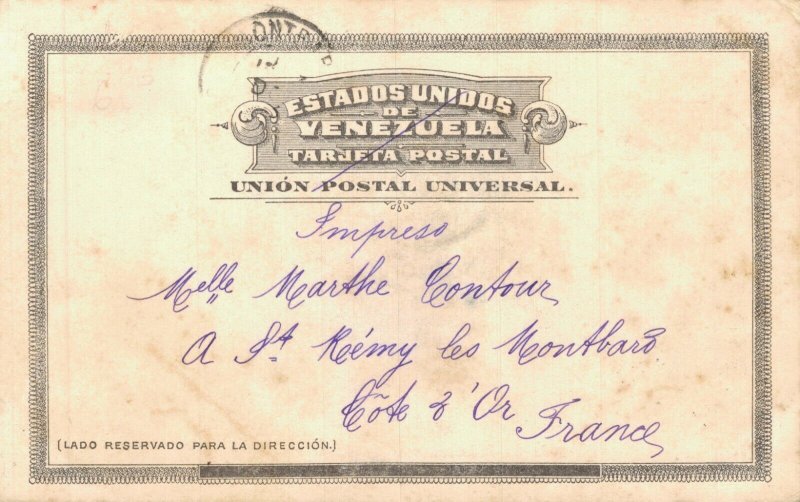 ESTADOS UNIDOS
DE
VENEZUELA
TARJETA POSTAL
UNIÓN POSTAL UNIVERSAL.
Impreso
Melle Marthe Contour
A St Rémy les Montbard
Côte d'Or
France
(LADO RESERVADO PARA LA DIRECCIÓN.)